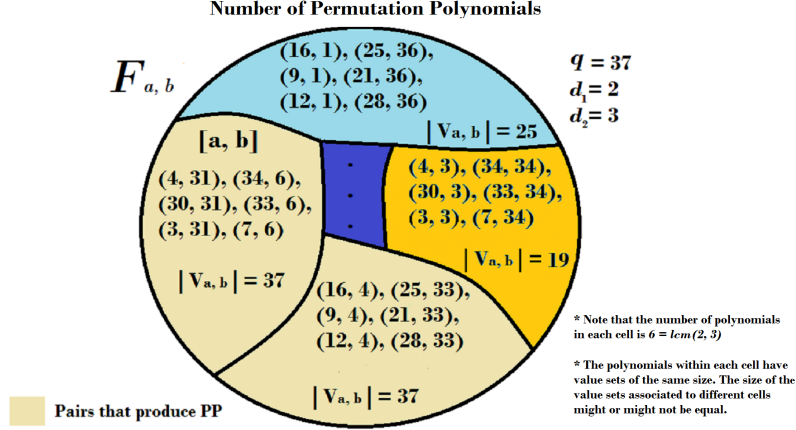 Number of Permutation Polynomials
Fa, b
q = 37
d1= 2
d2= 3
(16, 1), (25, 36),
(9, 1), (21, 36),
(12, 1), (28, 36)
|Va, b| = 25
[a, b]
(4, 31), (34, 6),
(30, 31), (33, 6),
(3, 31), (7, 6)
|Va, b| = 37
(4, 3), (34, 34),
(30, 3), (33, 34),
(3, 3), (7, 34)
|Va, b| = 19
(16, 4), (25, 33),
(9, 4), (21, 33),
(12, 4), (28, 33)
|Va, b| = 37
* Note that the number of polynomials
in each cell is 6 = lcm(2, 3)
* The polynomials within each cell have
value sets of the same size. The size of the
value sets associated to different cells
might or might not be equal.
Pairs that produce PP